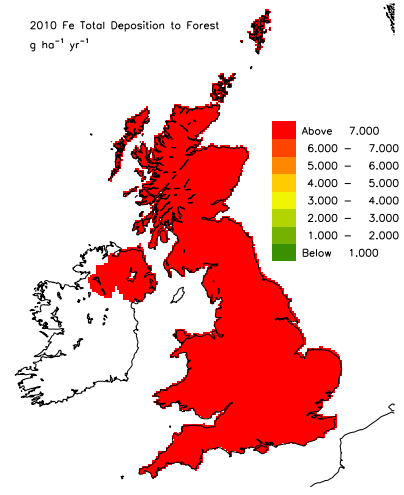 2010 Fe Total Deposition to Forest
g ha⁻¹ yr⁻¹
Above 7.000
6.000 – 7.000
5.000 – 6.000
4.000 – 5.000
3.000 – 4.000
2.000 – 3.000
1.000 – 2.000
Below 1.000